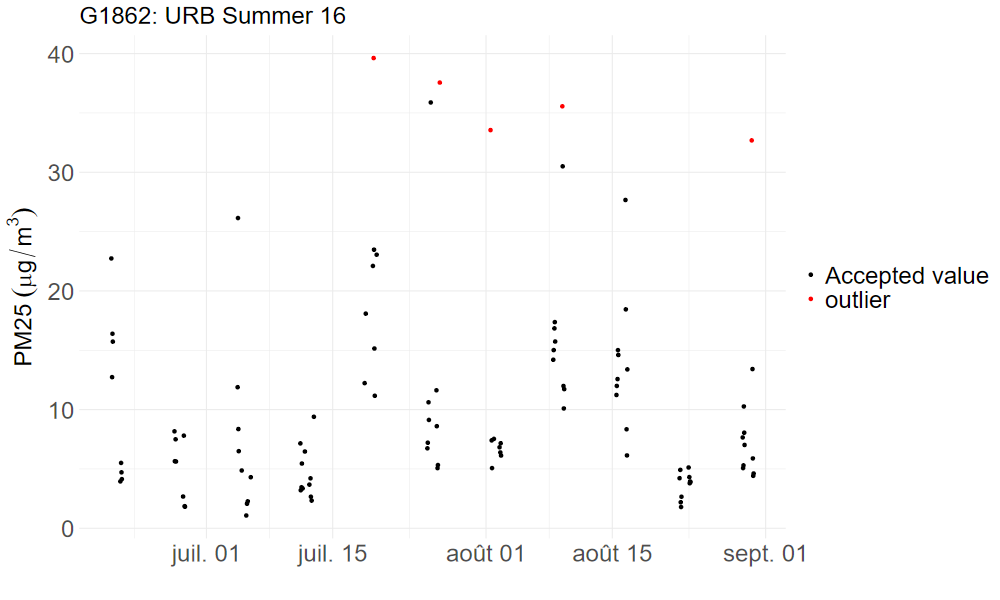 G1862: URB Summer 16
PM25 (μg/m³)
40
30
20
10
0
juil. 01 juil. 15 août 01 août 15 sept. 01
Accepted value
outlier